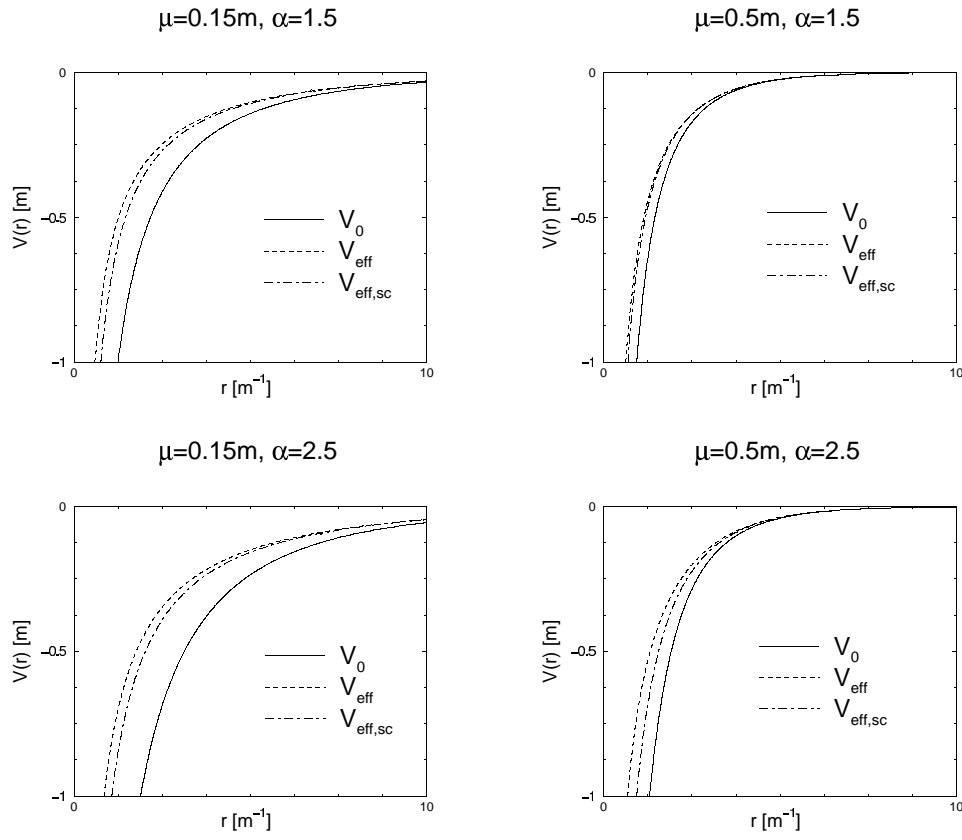 μ=0.15m, α=1.5
0
−0.5
−1
V(r) [m]
V0
Veff
Veff,sc
0
10
r [m−1]
μ=0.5m, α=1.5
0
−0.5
−1
V(r) [m]
V0
Veff
Veff,sc
0
10
r [m−1]
μ=0.15m, α=2.5
0
−0.5
−1
V(r) [m]
V0
Veff
Veff,sc
0
10
r [m−1]
μ=0.5m, α=2.5
0
−0.5
−1
V(r) [m]
V0
Veff
Veff,sc
0
10
r [m−1]